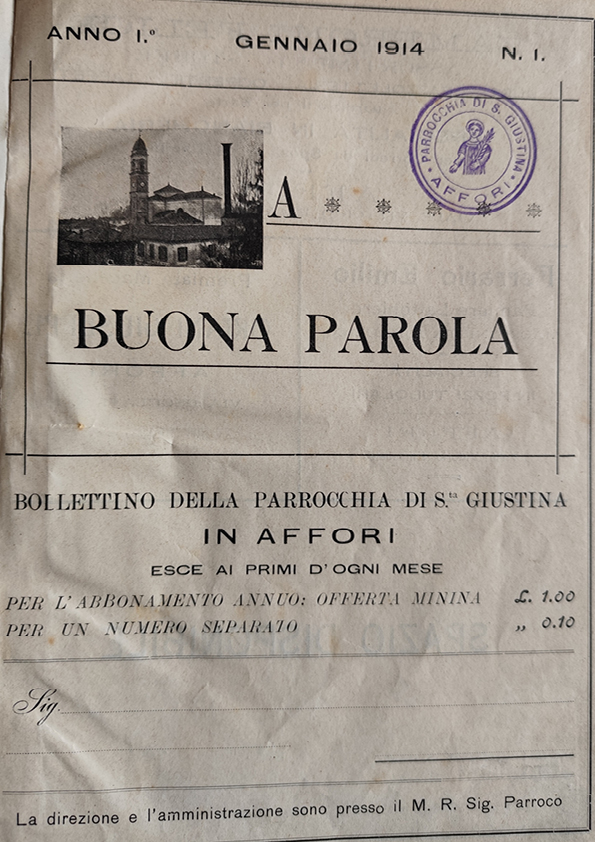 ANNO I.º GENNAIO 1914 N. 1.
PARROCCHIA DI S. GIUSTINA
• AFFORI •
LA
BUONA PAROLA
BOLLETTINO DELLA PARROCCHIA DI S.ta GIUSTINA
IN AFFORI
ESCE AI PRIMI D'OGNI MESE
PER L'ABBONAMENTO ANNUO: OFFERTA MININA £. 1.00
PER UN NUMERO SEPARATO „ 0.10
Sig.
La direzione e l'amministrazione sono presso il M. R. Sig. Parroco